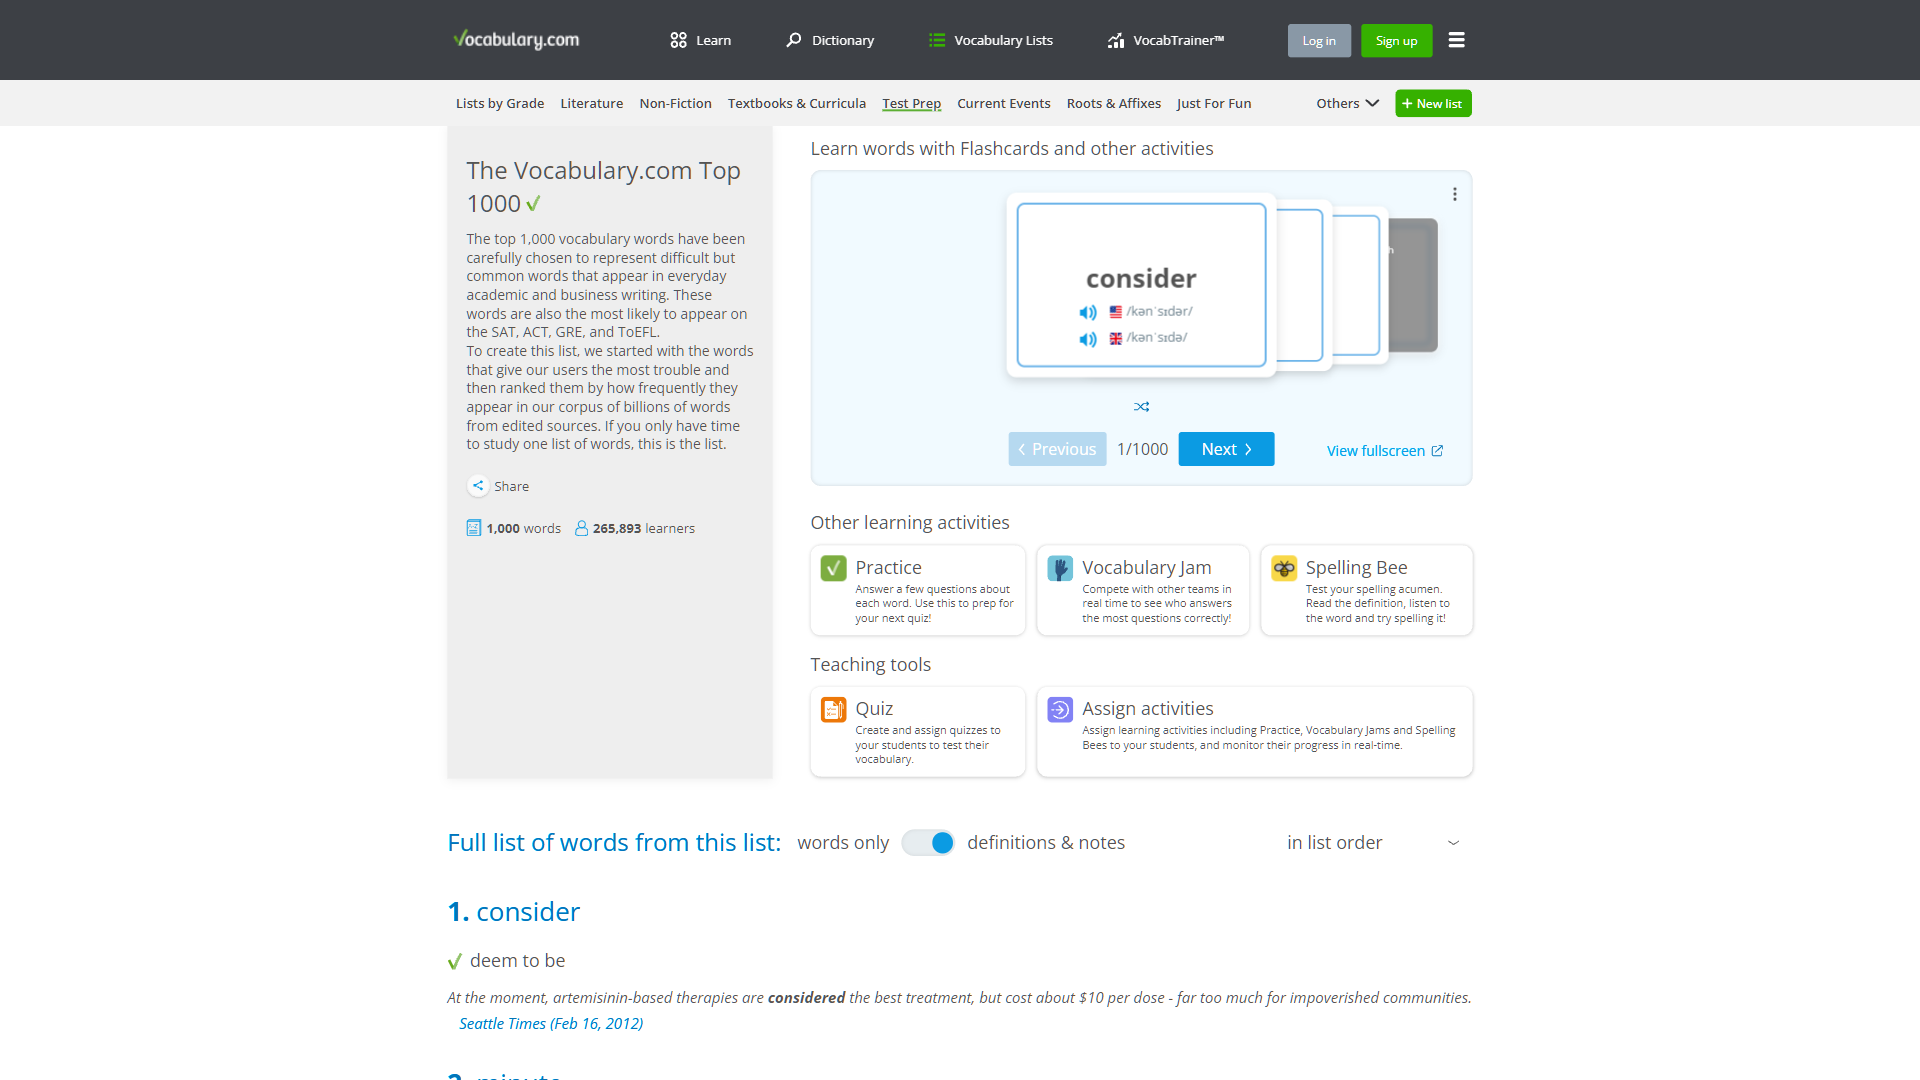 Vocabulary.com
Learn
Dictionary
Vocabulary Lists
VocabTrainer™
Log in
Sign up
Lists by Grade
Literature
Non-Fiction
Textbooks & Curricula
Test Prep
Current Events
Roots & Affixes
Just For Fun
Others
+ New list
The Vocabulary.com Top
1000
The top 1,000 vocabulary words have been
carefully chosen to represent difficult but
common words that appear in everyday
academic and business writing. These
words are also the most likely to appear on
the SAT, ACT, GRE, and ToEFL.
To create this list, we started with the words
that give our users the most trouble and
then ranked them by how frequently they
appear in our corpus of billions of words
from edited sources. If you only have time
to study one list of words, this is the list.
Share
1,000 words
265,893 learners
Learn words with Flashcards and other activities
consider
/kənˈsɪdər/
/kənˈsɪdə/
Previous
1/1000
Next
View fullscreen
Other learning activities
Practice
Answer a few questions about
each word. Use this to prep for
your next quiz!
Vocabulary Jam
Compete with other teams in
real time to see who answers
the most questions correctly!
Spelling Bee
Test your spelling acumen.
Read the definition, listen to
the word and try spelling it!
Teaching tools
Quiz
Create and assign quizzes to
your students to test their
vocabulary.
Assign activities
Assign learning activities including Practice, Vocabulary Jams and Spelling
Bees to your students, and monitor their progress in real-time.
Full list of words from this list:
words only
definitions & notes
in list order
1. consider
deem to be
At the moment, artemisinin-based therapies are considered the best treatment, but cost about $10 per dose - far too much for impoverished communities.
Seattle Times (Feb 16, 2012)